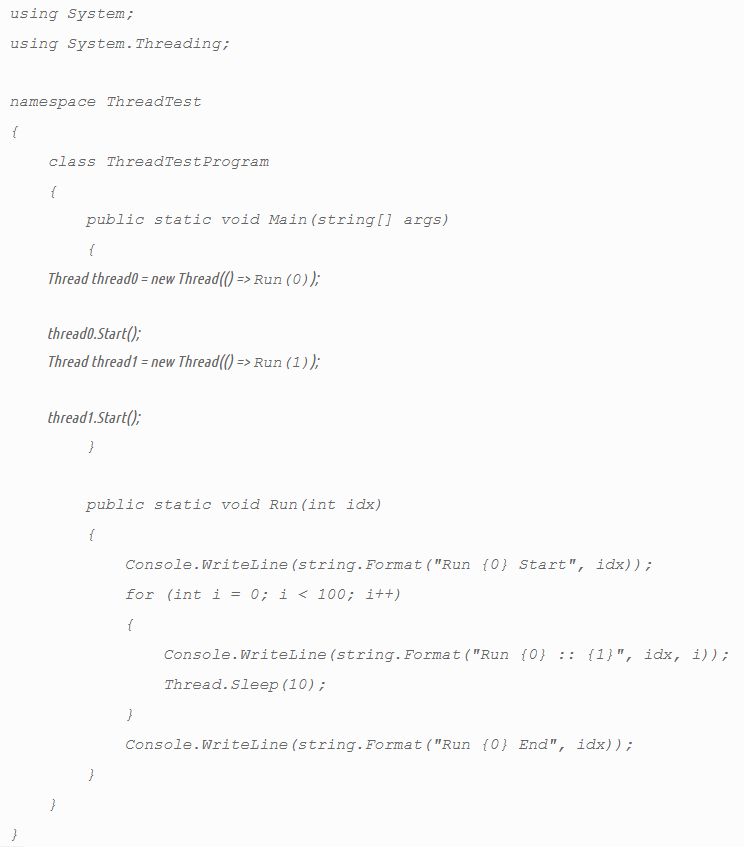 using System;
using System.Threading;
namespace ThreadTest
{
    class ThreadTestProgram
    {
        public static void Main(string[] args)
        {
    Thread thread0 = new Thread(() => Run(0));
    thread0.Start();
    Thread thread1 = new Thread(() => Run(1));
    thread1.Start();
        }
        public static void Run(int idx)
        {
            Console.WriteLine(string.Format("Run {0} Start", idx));
            for (int i = 0; i < 100; i++)
            {
                Console.WriteLine(string.Format("Run {0} :: {1}", idx, i));
                Thread.Sleep(10);
            }
            Console.WriteLine(string.Format("Run {0} End", idx));
        }
    }
}